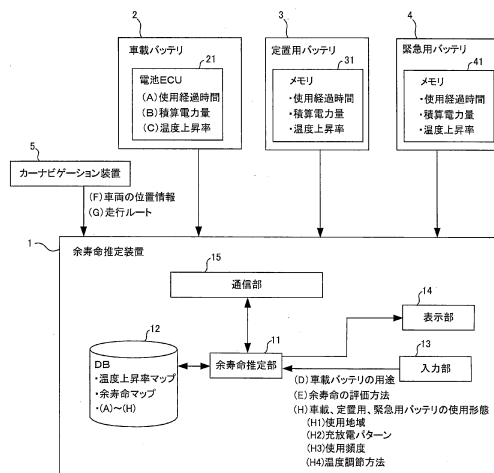 2
車載バッテリ
21
電池ECU
(A)使用経過時間
(B)積算電力量
(C)温度上昇率
3
定置用バッテリ
31
メモリ
・使用経過時間
・積算電力量
・温度上昇率
4
緊急用バッテリ
41
メモリ
・使用経過時間
・積算電力量
・温度上昇率
5
カーナビゲーション装置
(F)車両の位置情報
(G)走行ルート
1
余寿命推定装置
15
通信部
14
表示部
12
DB
・温度上昇率マップ
・余寿命マップ
・(A)～(H)
11
余寿命推定部
13
入力部
(D)車載バッテリの用途
(E)余寿命の評価方法
(H)車載、定置用、緊急用バッテリの使用形態
(H1)使用地域
(H2)充放電パターン
(H3)使用頻度
(H4)温度調節方法